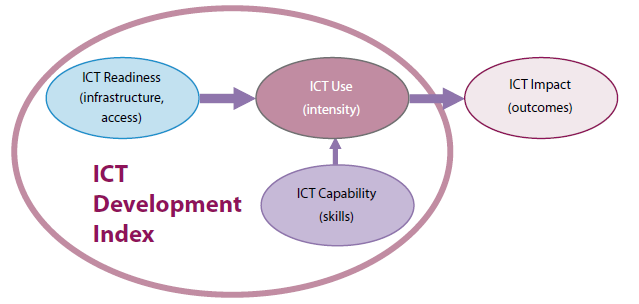 ICT Readiness
(infrastructure,
access)
ICT Use
(intensity)
ICT Impact
(outcomes)
ICT
Development
Index
ICT Capability
(skills)